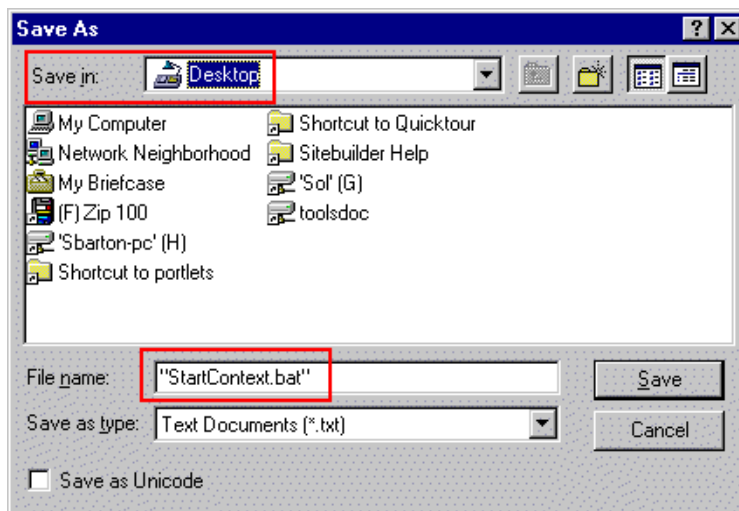 Save As
Save in: Desktop
My Computer
Network Neighborhood
My Briefcase
(F) Zip 100
'Sbarton-pc' (H)
Shortcut to portlets
Shortcut to Quicktour
Sitebuilder Help
'Sol' (G)
toolsdoc
File name: "StartContext.bat" Save
Save as type: Text Documents (*.txt) Cancel
Save as Unicode